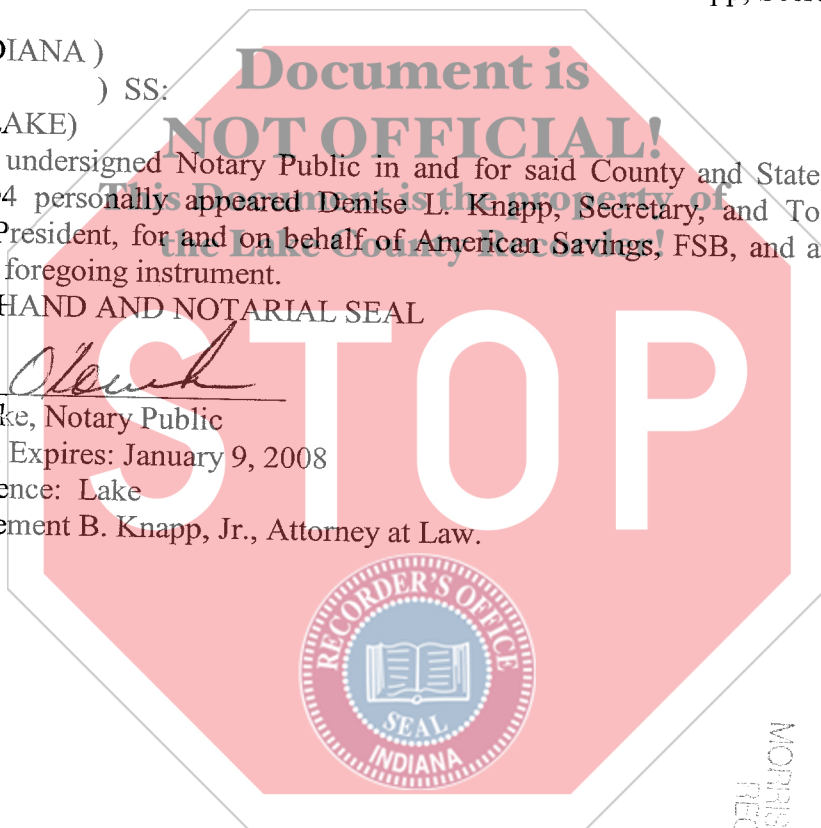 DIANA )
) SS:
LAKE)
undersigned Notary Public in and for said County and State
personally appeared Denise L. Knapp, Secretary, and To
President, for and on behalf of American Savings, FSB, and a
foregoing instrument.
HAND AND NOTARIAL SEAL
ke, Notary Public
Expires: January 9, 2008
ence: Lake
ement B. Knapp, Jr., Attorney at Law.
Document is
NOT OFFICIAL!
This Document is the property of
the Lake County Recorder!
STOP
RECORDER'S OFFICE
SEAL
INDIANA
MORRIS
REC